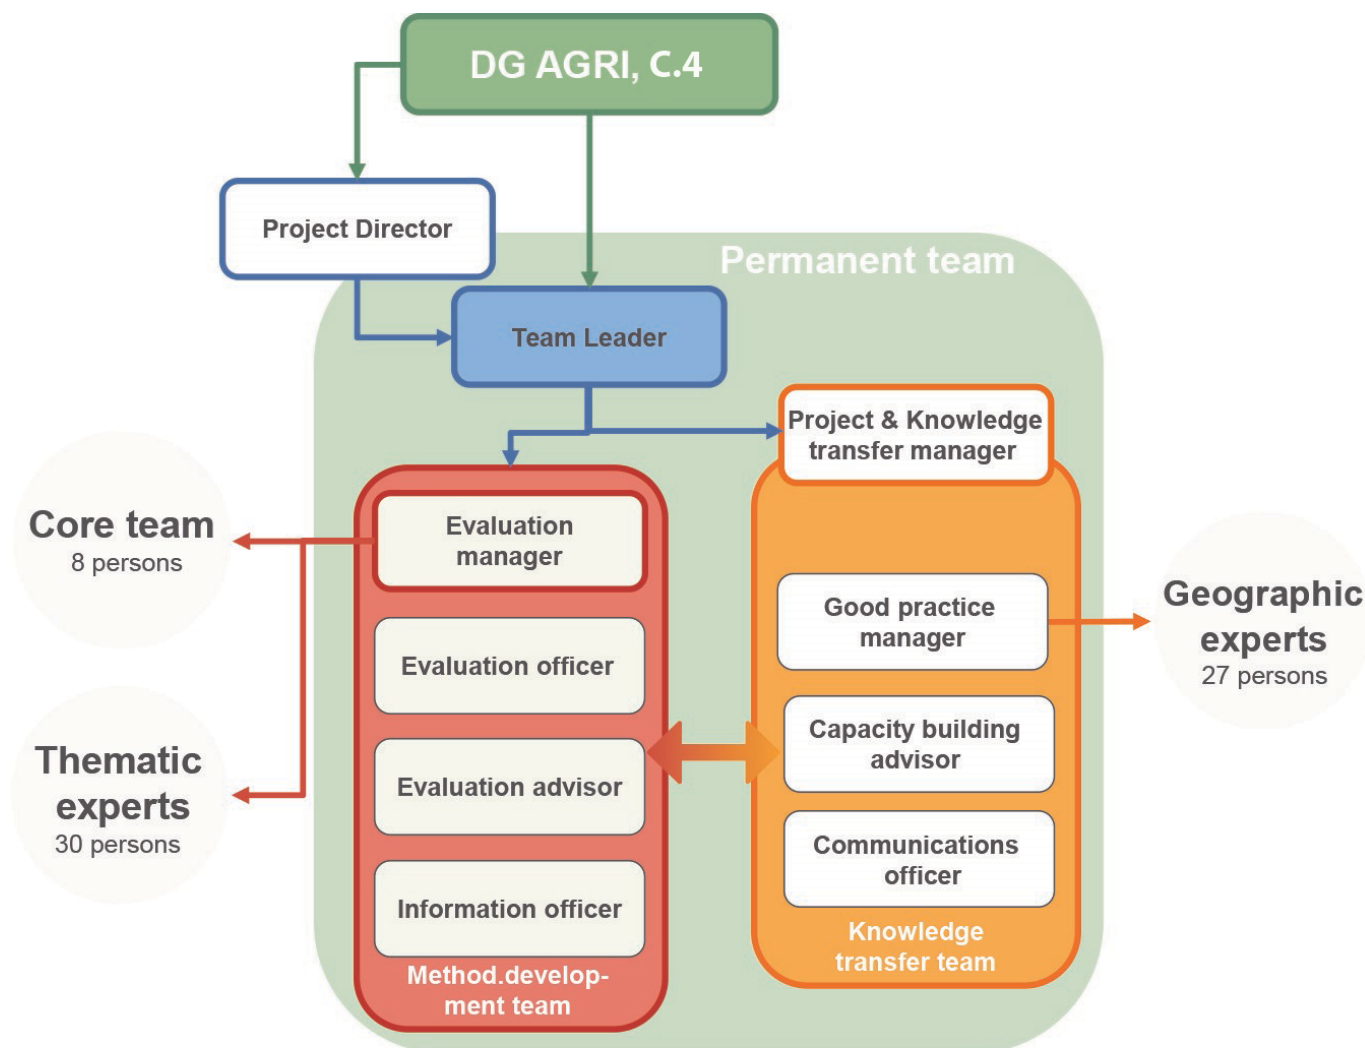 DG AGRI, C.4
Project Director
Permanent team
Team Leader
Project & Knowledge
transfer manager
Core team
8 persons
Evaluation
manager
Evaluation officer
Evaluation advisor
Information officer
Method.develop-
ment team
Thematic
experts
30 persons
Good practice
manager
Capacity building
advisor
Communications
officer
Knowledge
transfer team
Geographic
experts
27 persons